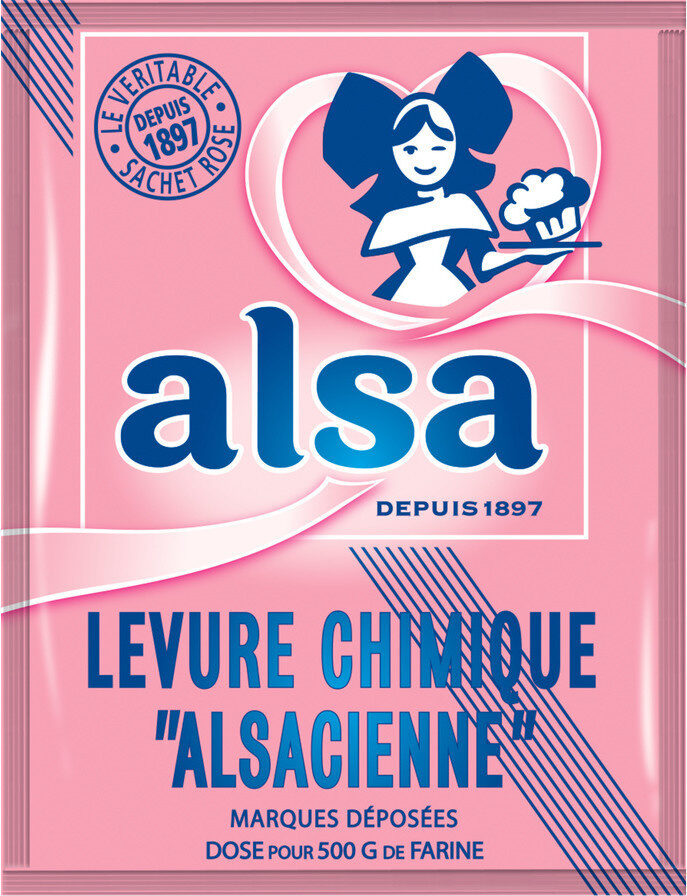 LE VERITABLE
DEPUIS
1897
SACHET ROSE
alsa
DEPUIS 1897
LEVURE CHIMIQUE
"ALSACIENNE"
MARQUES DÉPOSÉES
DOSE POUR 500 G DE FARINE